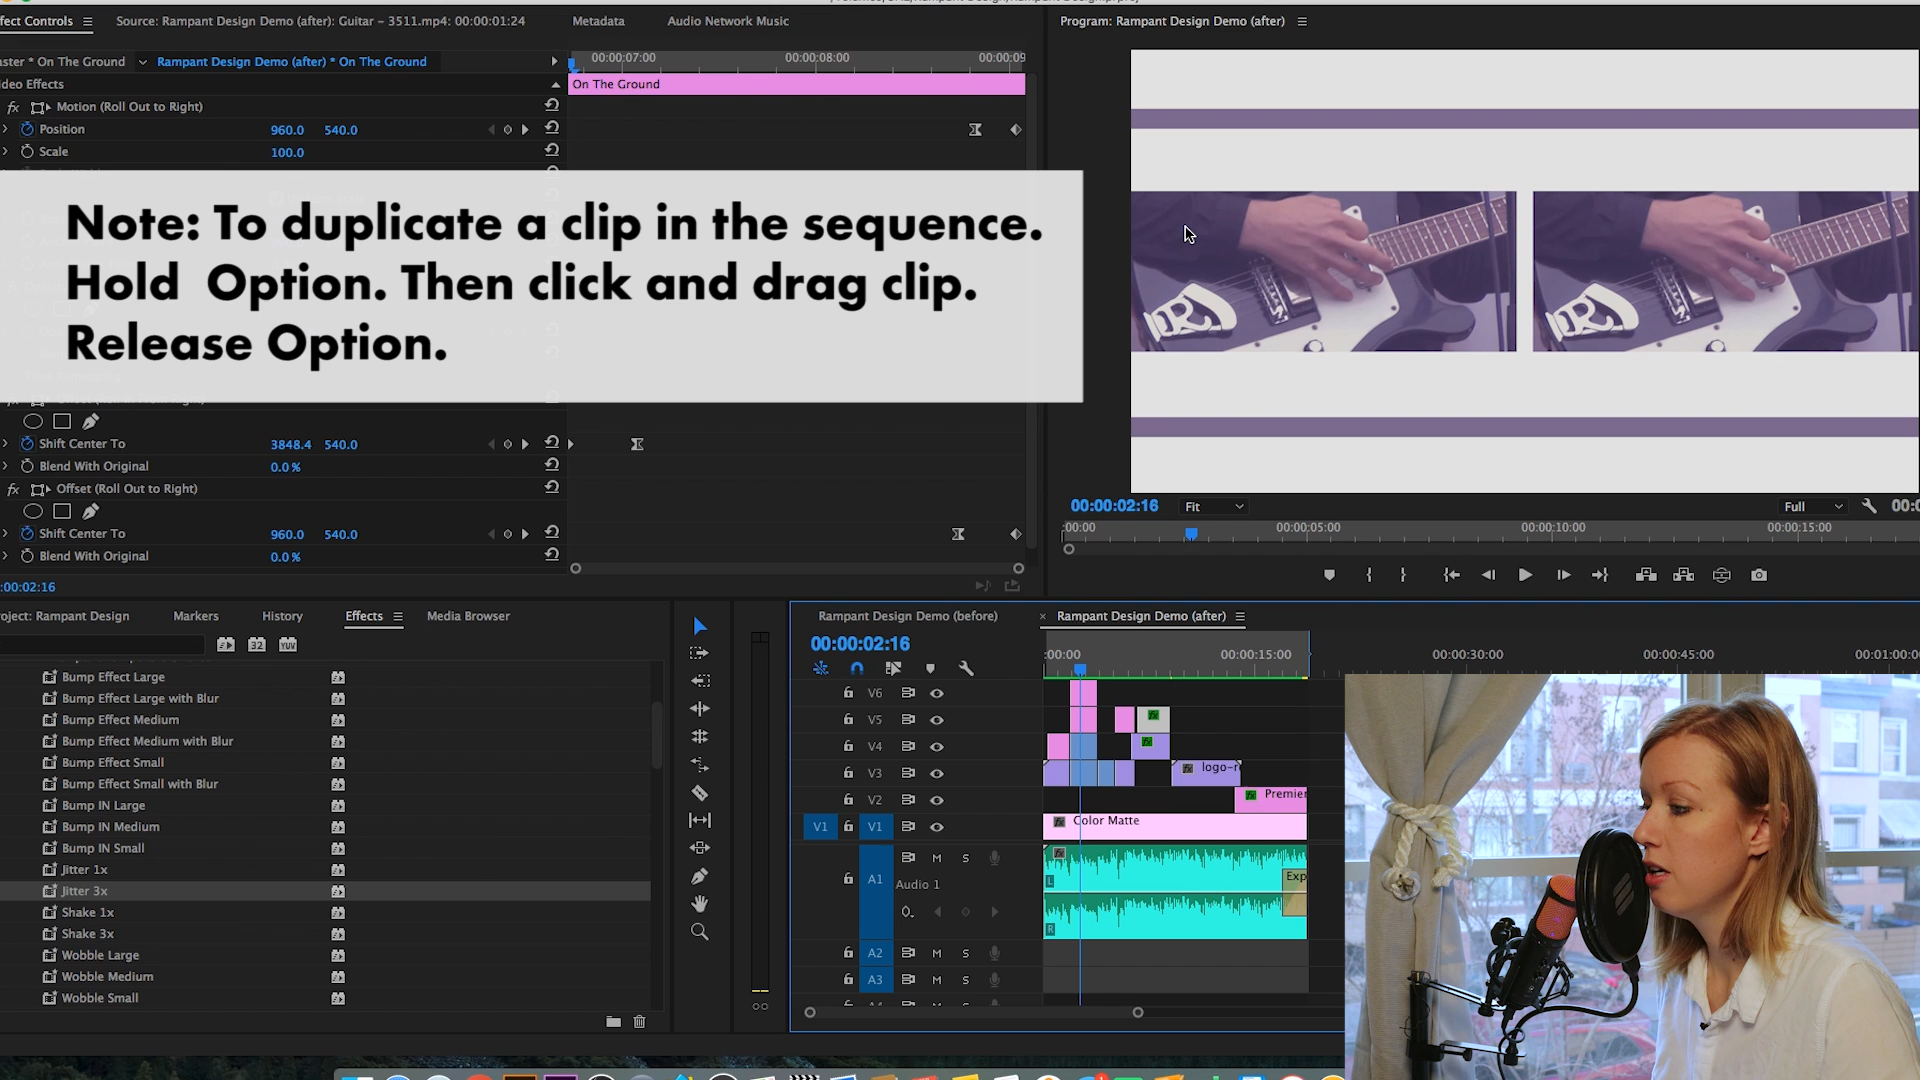 fect Controls
Source: Rampant Design Demo (after): Guitar - 3511.mp4: 00:00:01:24
Metadata
Audio Network Music
Program: Rampant Design Demo (after)
aster * On The Ground
Rampant Design Demo (after) * On The Ground
00:00:07:00
00:00:08:00
00:00:09
deo Effects
On The Ground
fx Motion (Roll Out to Right)
Position 960.0 540.0
Scale 100.0
Note: To duplicate a clip in the sequence.
Hold Option. Then click and drag clip.
Release Option.
Shift Center To 3848.4 540.0
Blend With Original 0.0 %
fx Offset (Roll Out to Right)
Shift Center To 960.0 540.0
Blend With Original 0.0 %
:00:02:16
00:00:02:16
Fit
Full
00:0
:00:00
00:00:05:00
00:00:10:00
00:00:15:00
oject: Rampant Design
Markers
History
Effects
Media Browser
32
YUV
Bump Effect Large
Bump Effect Large with Blur
Bump Effect Medium
Bump Effect Medium with Blur
Bump Effect Small
Bump Effect Small with Blur
Bump IN Large
Bump IN Medium
Bump IN Small
Jitter 1x
Jitter 3x
Shake 1x
Shake 3x
Wobble Large
Wobble Medium
Wobble Small
Rampant Design Demo (before)
× Rampant Design Demo (after)
00:00:02:16
:00:00
00:00:15:00
00:00:30:00
00:00:45:00
00:01:00:0
V6
V5
V4
V3
logo-r
V2
Premier
V1 V1
Color Matte
A1
M S
Audio 1
L
R
Exp
A2 M S
A3 M S